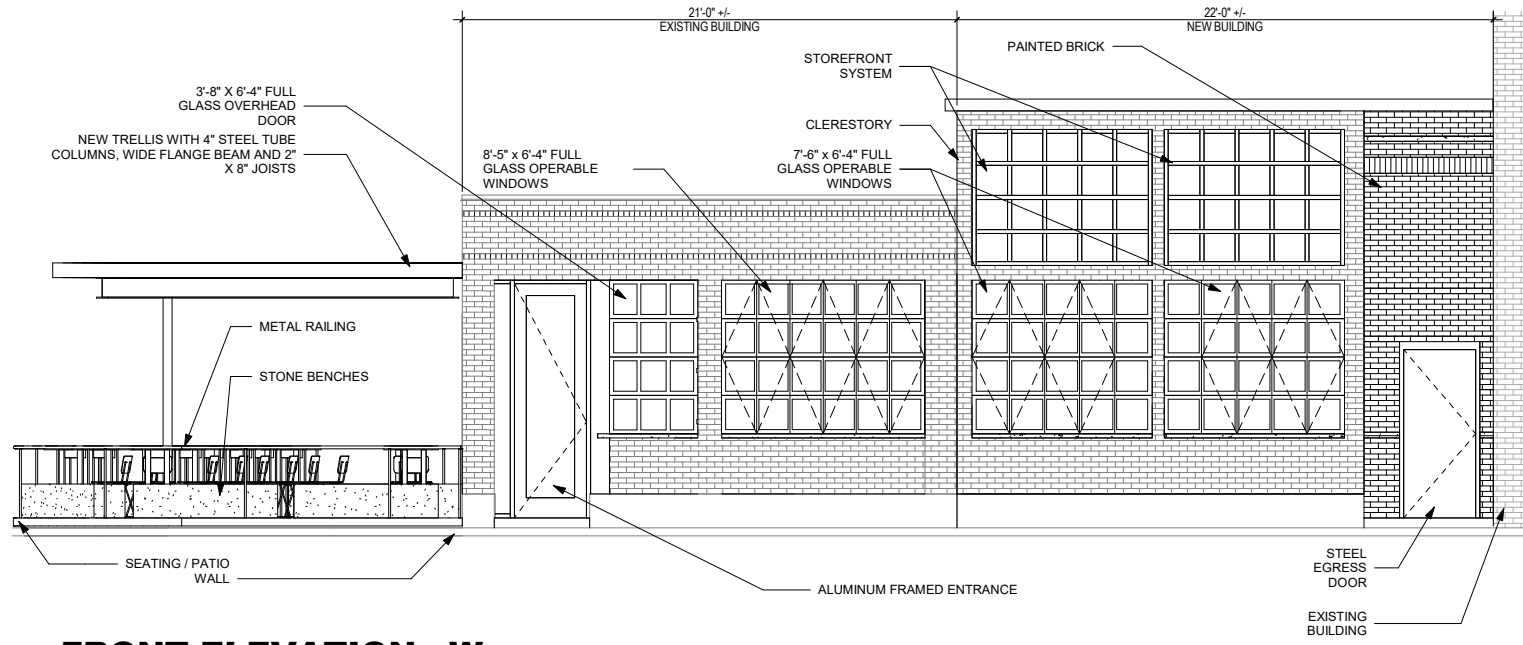 21'-0" +/-
EXISTING BUILDING
22'-0" +/-
NEW BUILDING
PAINTED BRICK
STOREFRONT
SYSTEM
3'-8" X 6'-4" FULL
GLASS OVERHEAD
DOOR
CLERESTORY
NEW TRELLIS WITH 4" STEEL TUBE
COLUMNS, WIDE FLANGE BEAM AND 2"
X 8" JOISTS
8'-5" x 6'-4" FULL
GLASS OPERABLE
WINDOWS
7'-6" x 6'-4" FULL
GLASS OPERABLE
WINDOWS
METAL RAILING
STONE BENCHES
SEATING / PATIO
WALL
ALUMINUM FRAMED ENTRANCE
STEEL
EGRESS
DOOR
EXISTING
BUILDING
FRONT ELEVATION - W